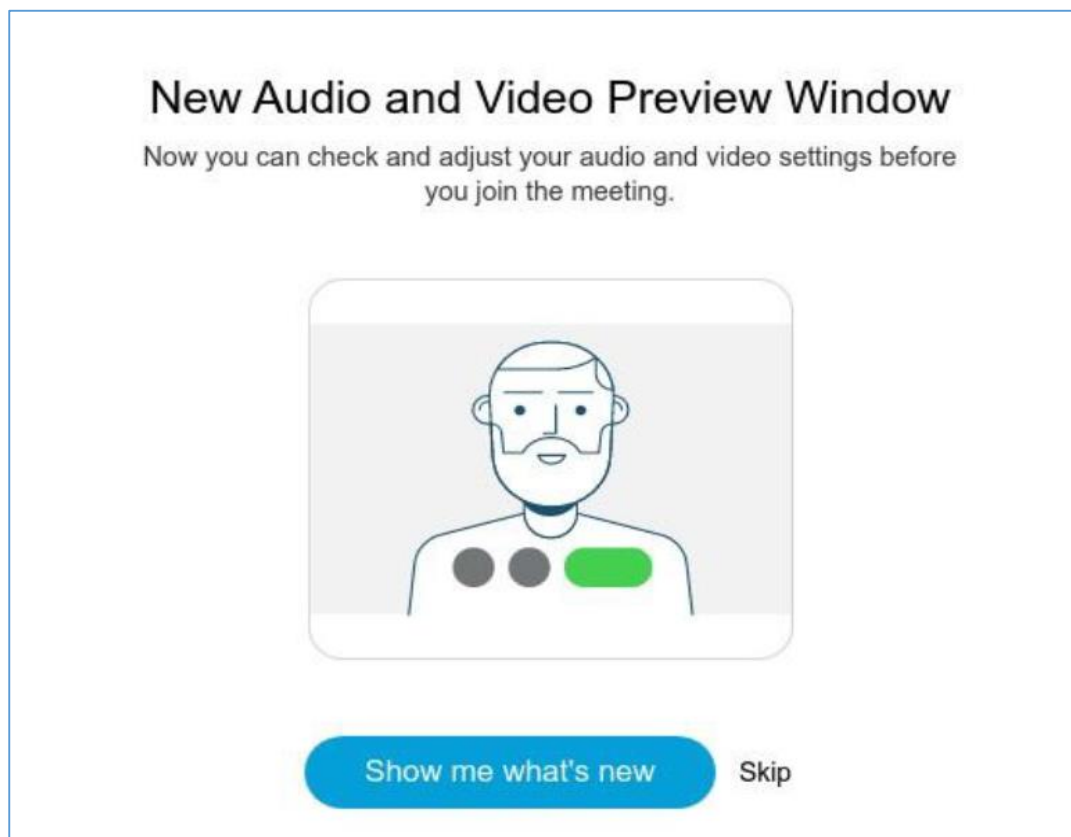 New Audio and Video Preview Window
Now you can check and adjust your audio and video settings before
you join the meeting.
Show me what's new
Skip